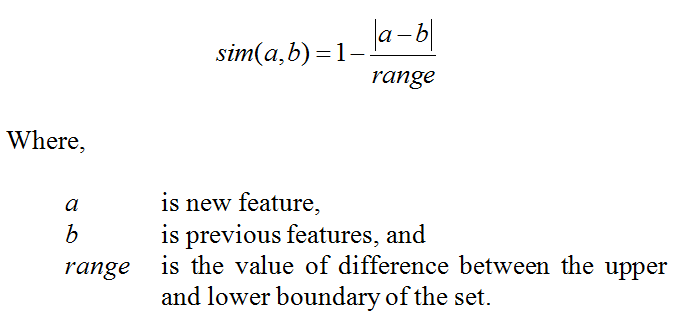 sim(a,b) = 1 - |a - b| / range
Where,
a is new feature,
b is previous features, and
range is the value of difference between the upper
and lower boundary of the set.